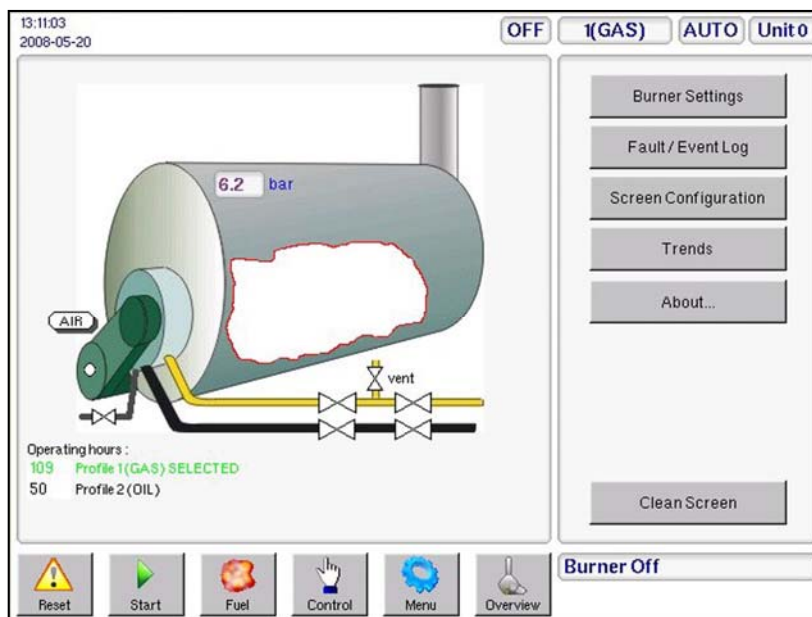 13:11:03
2008-05-20
OFF
1(GAS)
AUTO
Unit 0
6.2 bar
AIR
vent
Operating hours :
109 Profile 1(GAS) SELECTED
50 Profile 2 (OIL)
Burner Settings
Fault / Event Log
Screen Configuration
Trends
About...
Clean Screen
Reset
Start
Fuel
Control
Menu
Overview
Burner Off